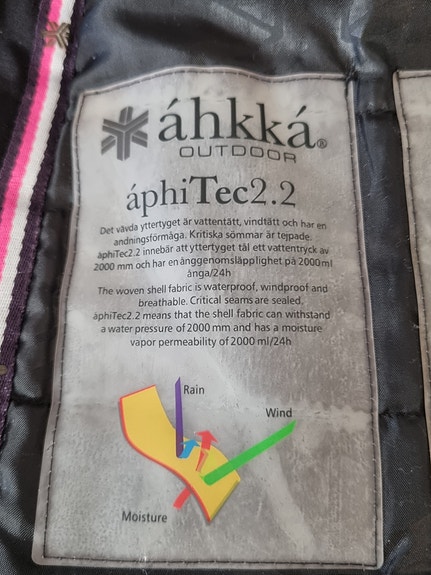 áhkká®
OUTDOOR
áphiTec2.2
Det vävda yttertyget är vattentätt, vindtätt och har en
andningsförmåga. Kritiska sömmar är tejpade.
áphiTec2.2 innebär att yttertyget tål ett vattentryck av
2000 mm och har en ånggenomsläpplighet på 2000ml
ånga/24h
The woven shell fabric is waterproof, windproof and
breathable. Critical seams are sealed.
áphiTec2.2 means that the shell fabric can withstand
a water pressure of 2000 mm and has a moisture
vapor permeability of 2000 ml/24h
Rain
Wind
Moisture